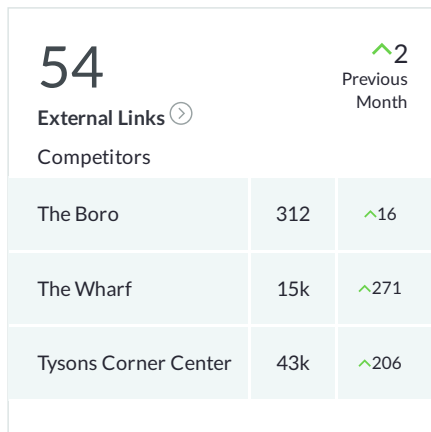 54
2
Previous
Month
External Links
Competitors
The Boro 312 16
The Wharf 15k 271
Tysons Corner Center 43k 206